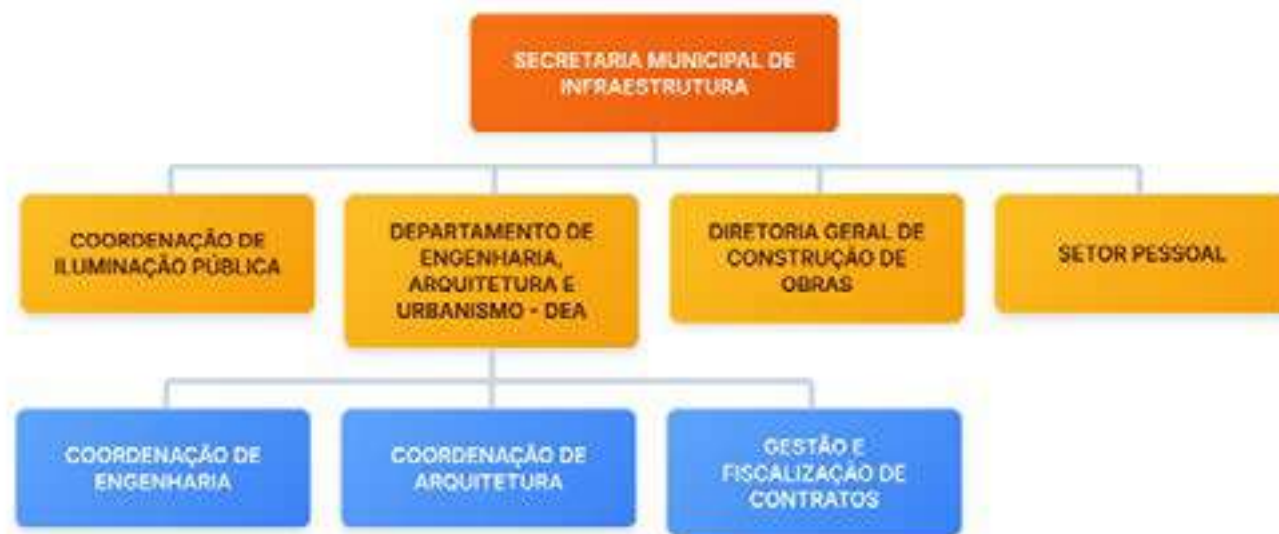 SECRETARIA MUNICIPAL DE
INFRAESTRUTURA
COORDENAÇÃO DE
ILUMINAÇÃO PÚBLICA
DEPARTAMENTO DE
ENGENHARIA,
ARQUITETURA E
URBANISMO - DEA
DIRETORIA GERAL DE
CONSTRUÇÃO DE
OBRAS
SETOR PESSOAL
COORDENAÇÃO DE
ENGENHARIA
COORDENAÇÃO DE
ARQUITETURA
GESTÃO E
FISCALIZAÇÃO DE
CONTRATOS